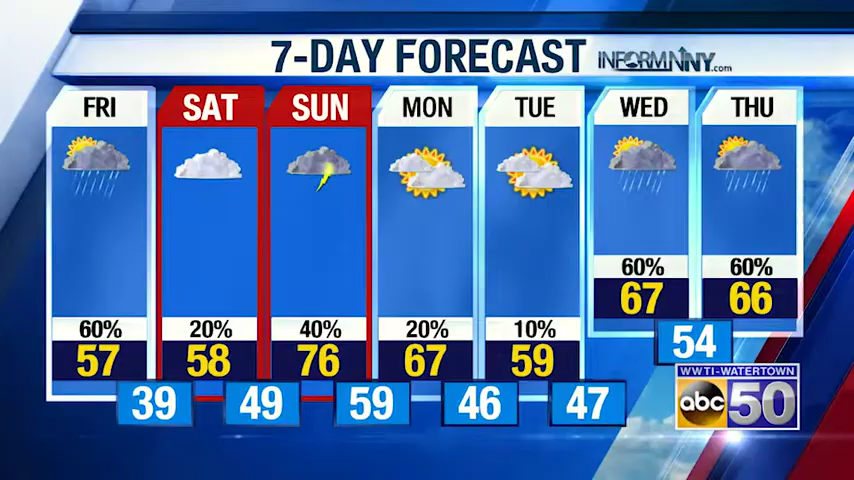 7-DAY FORECAST INFORMNNY.com
FRI SAT SUN MON TUE WED THU
60% 60%
67 66
60% 20% 40% 20% 10%
57 58 76 67 59
54
39 49 59 46 47
WWTI-WATERTOWN
abc 50